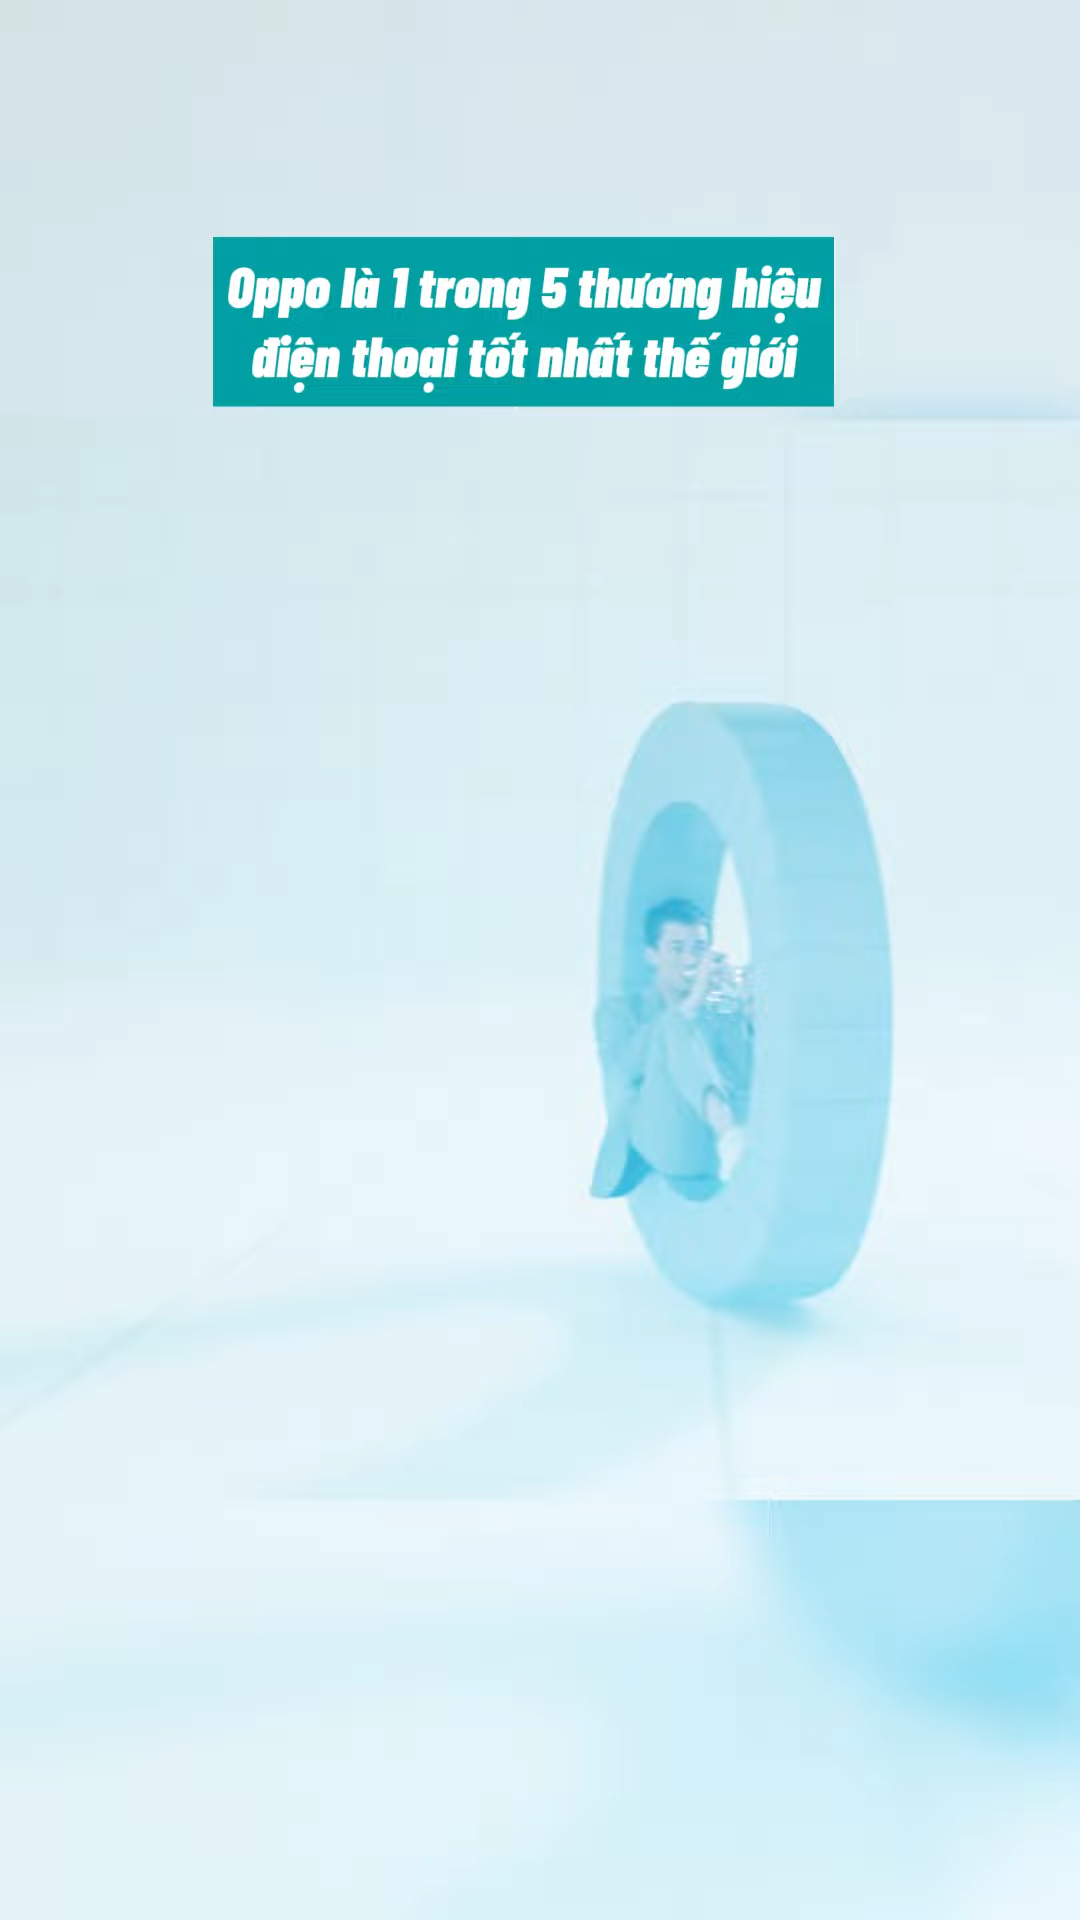 Oppo là 1 trong 5 thương hiệu
điện thoại tốt nhất thế giới